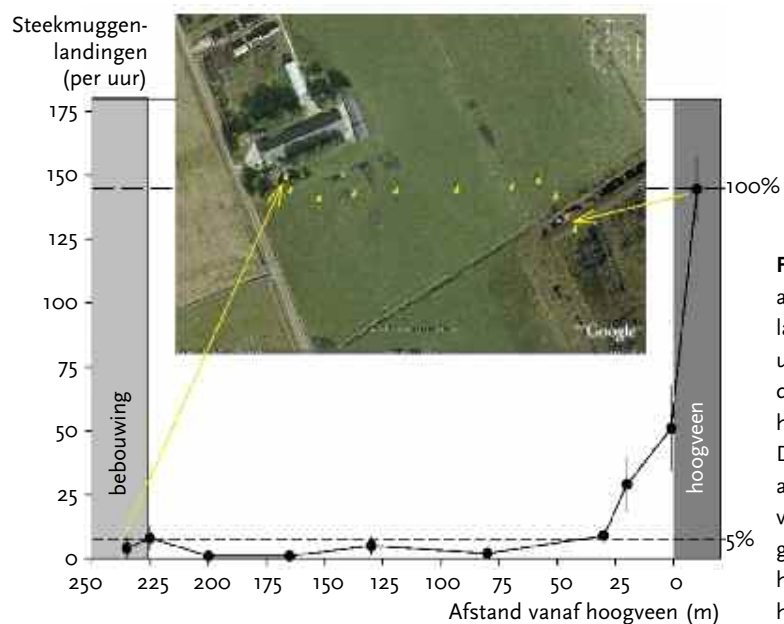 Steekmuggen-
landingen
(per uur)
175
150
125
100
75
50
25
0
100%
5%
bebouwing
hoogveen
Google
250 225 200 175 150 125 100 75 50 25 0
Afstand vanaf hoogveen (m)